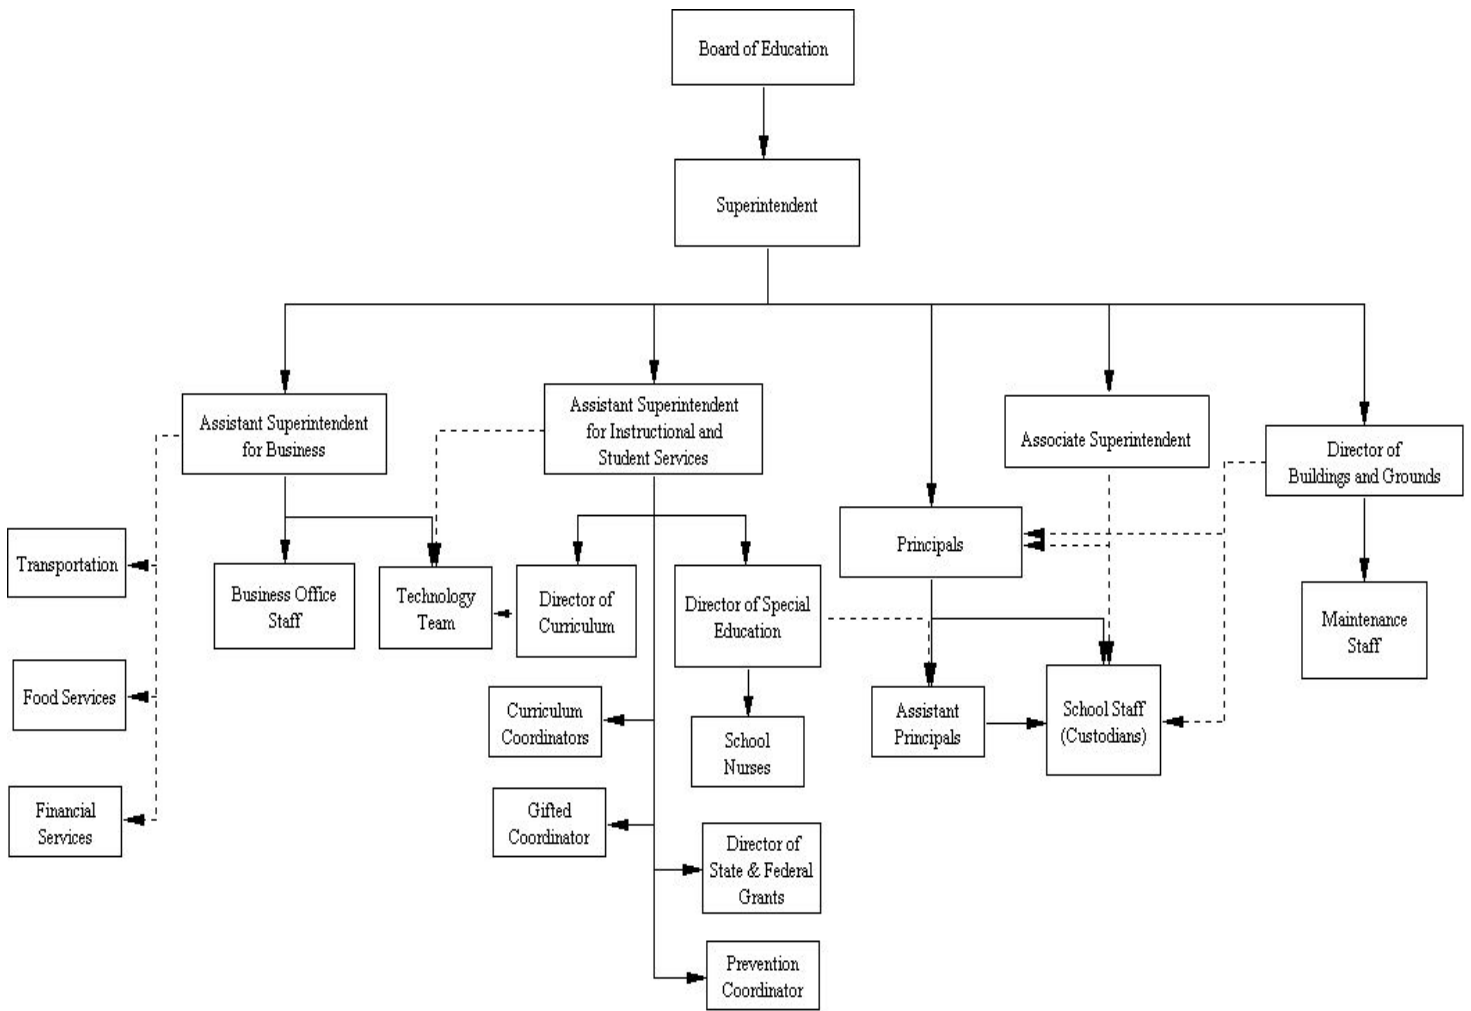 Board of Education
Superintendent
Assistant Superintendent
for Business
Assistant Superintendent
for Instructional and
Student Services
Associate Superintendent
Director of
Buildings and Grounds
Principals
Transportation
Business Office
Staff
Technology
Team
Director of
Curriculum
Director of Special
Education
Maintenance
Staff
Food Services
Curriculum
Coordinators
School
Nurses
Assistant
Principals
School Staff
(Custodians)
Financial
Services
Gifted
Coordinator
Director of
State & Federal
Grants
Prevention
Coordinator